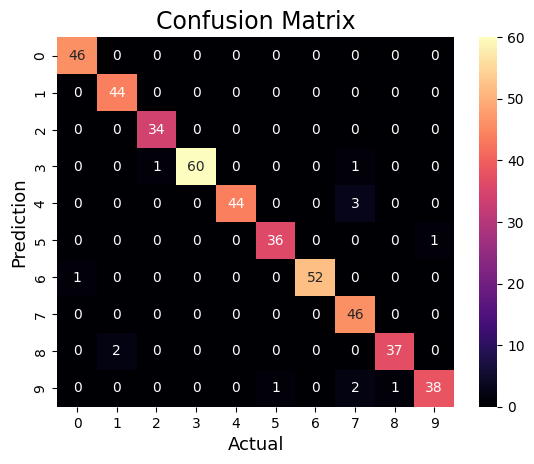 Confusion Matrix
Prediction
0 46 0 0 0 0 0 0 0 0 0
1 0 44 0 0 0 0 0 0 0 0
2 0 0 34 0 0 0 0 0 0 0
3 0 0 1 60 0 0 0 1 0 0
4 0 0 0 0 44 0 0 3 0 0
5 0 0 0 0 0 36 0 0 0 1
6 1 0 0 0 0 0 52 0 0 0
7 0 0 0 0 0 0 0 46 0 0
8 0 2 0 0 0 0 0 0 37 0
9 0 0 0 0 0 1 0 2 1 38
0 1 2 3 4 5 6 7 8 9
Actual
60
50
40
30
20
10
0